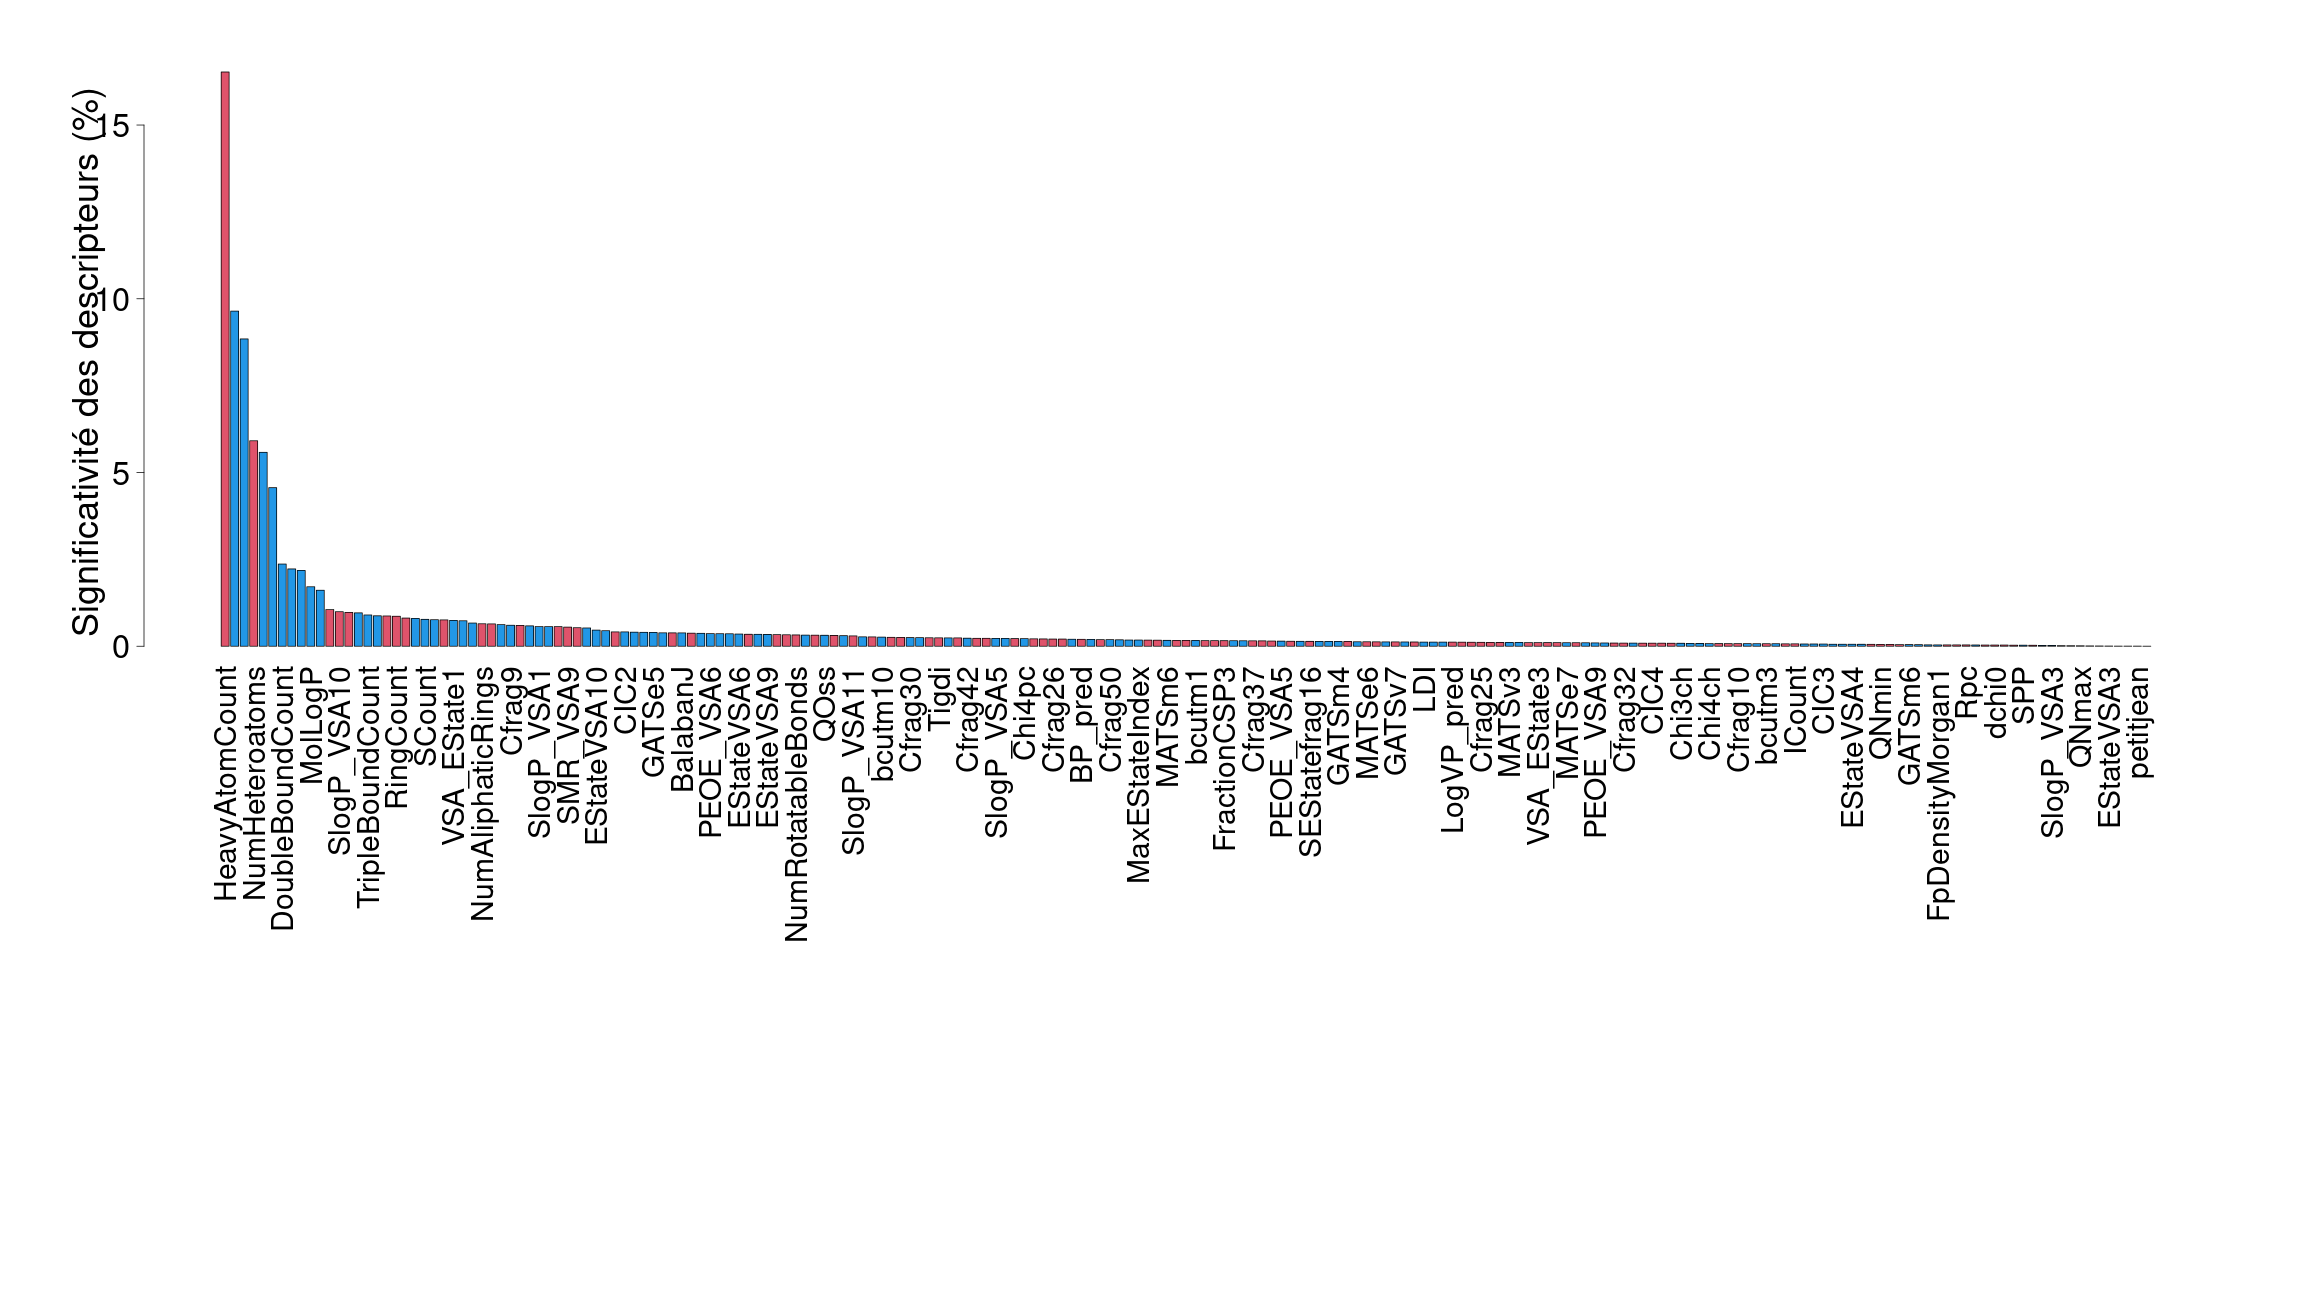 Significativité des descripteurs (%)
15
10
5
0
HeavyAtomCount
NumHeteroatoms
DoubleBoundCount
MolLogP
SlogP_VSA10
TripleBoundCount
RingCount
SCount
VSA_EState1
NumAliphaticRings
Cfrag9
SlogP_VSA1
SMR_VSA9
EStateVSA10
CIC2
GATSe5
BalabanJ
PEOE_VSA6
EStateVSA6
EStateVSA9
NumRotatableBonds
QOss
SlogP_VSA11
bcutm10
Cfrag30
Tigdi
Cfrag42
SlogP_VSA5
Chi4pc
Cfrag26
BP_pred
Cfrag50
MaxEStateIndex
MATSm6
bcutm1
FractionCSP3
Cfrag37
PEOE_VSA5
SEStatefrag16
GATSm4
MATSe6
GATSv7
LDI
LogVP_pred
Cfrag25
MATSv3
VSA_EState3
MATSe7
PEOE_VSA9
Cfrag32
CIC4
Chi3ch
Chi4ch
Cfrag10
bcutm3
ICount
CIC3
EStateVSA4
QNmin
GATSm6
FpDensityMorgan1
Rpc
dchi0
SPP
SlogP_VSA3
QNmax
EStateVSA3
petitjean